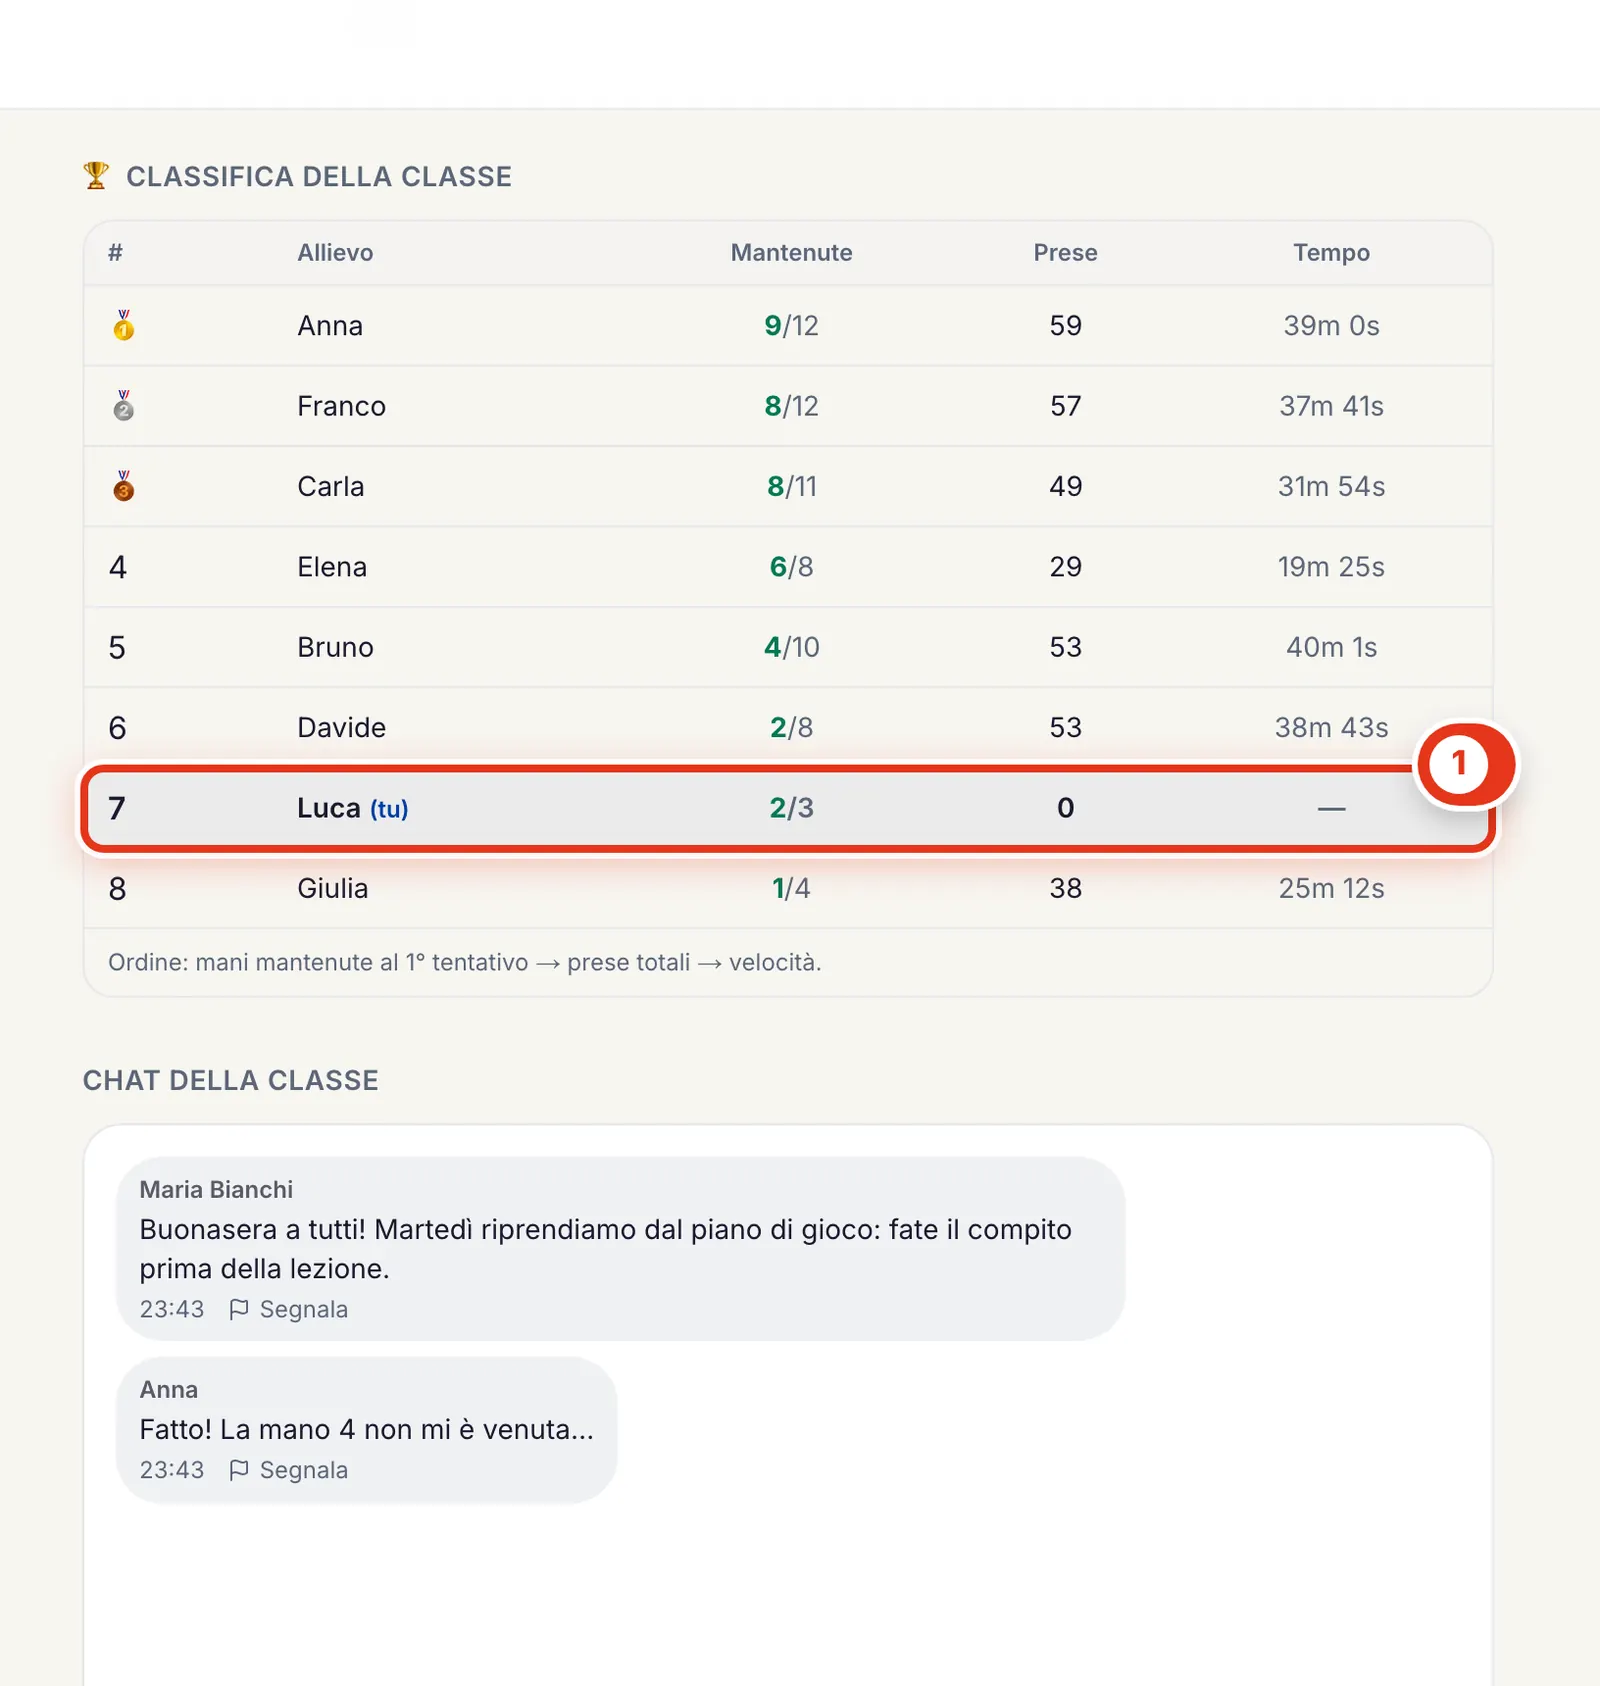 🏆 CLASSIFICA DELLA CLASSE
# Allievo Mantenute Prese Tempo
1 Anna 9/12 59 39m 0s
2 Franco 8/12 57 37m 41s
3 Carla 8/11 49 31m 54s
4 Elena 6/8 29 19m 25s
5 Bruno 4/10 53 40m 1s
6 Davide 2/8 53 38m 43s
1
7 Luca (tu) 2/3 0 —
8 Giulia 1/4 38 25m 12s
Ordine: mani mantenute al 1° tentativo → prese totali → velocità.
CHAT DELLA CLASSE
Maria Bianchi
Buonasera a tutti! Martedì riprendiamo dal piano di gioco: fate il compito
prima della lezione.
23:43 Segnala
Anna
Fatto! La mano 4 non mi è venuta...
23:43 Segnala